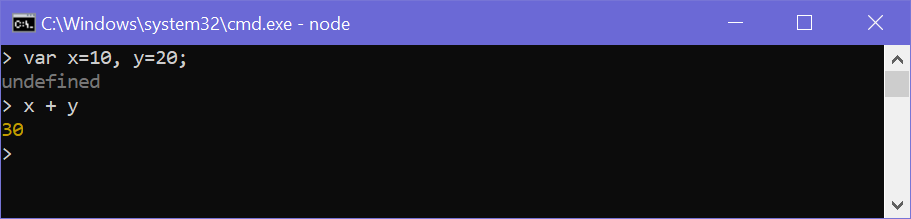 C:\Windows\system32\cmd.exe - node
> var x=10, y=20;
undefined
> x + y
30
>